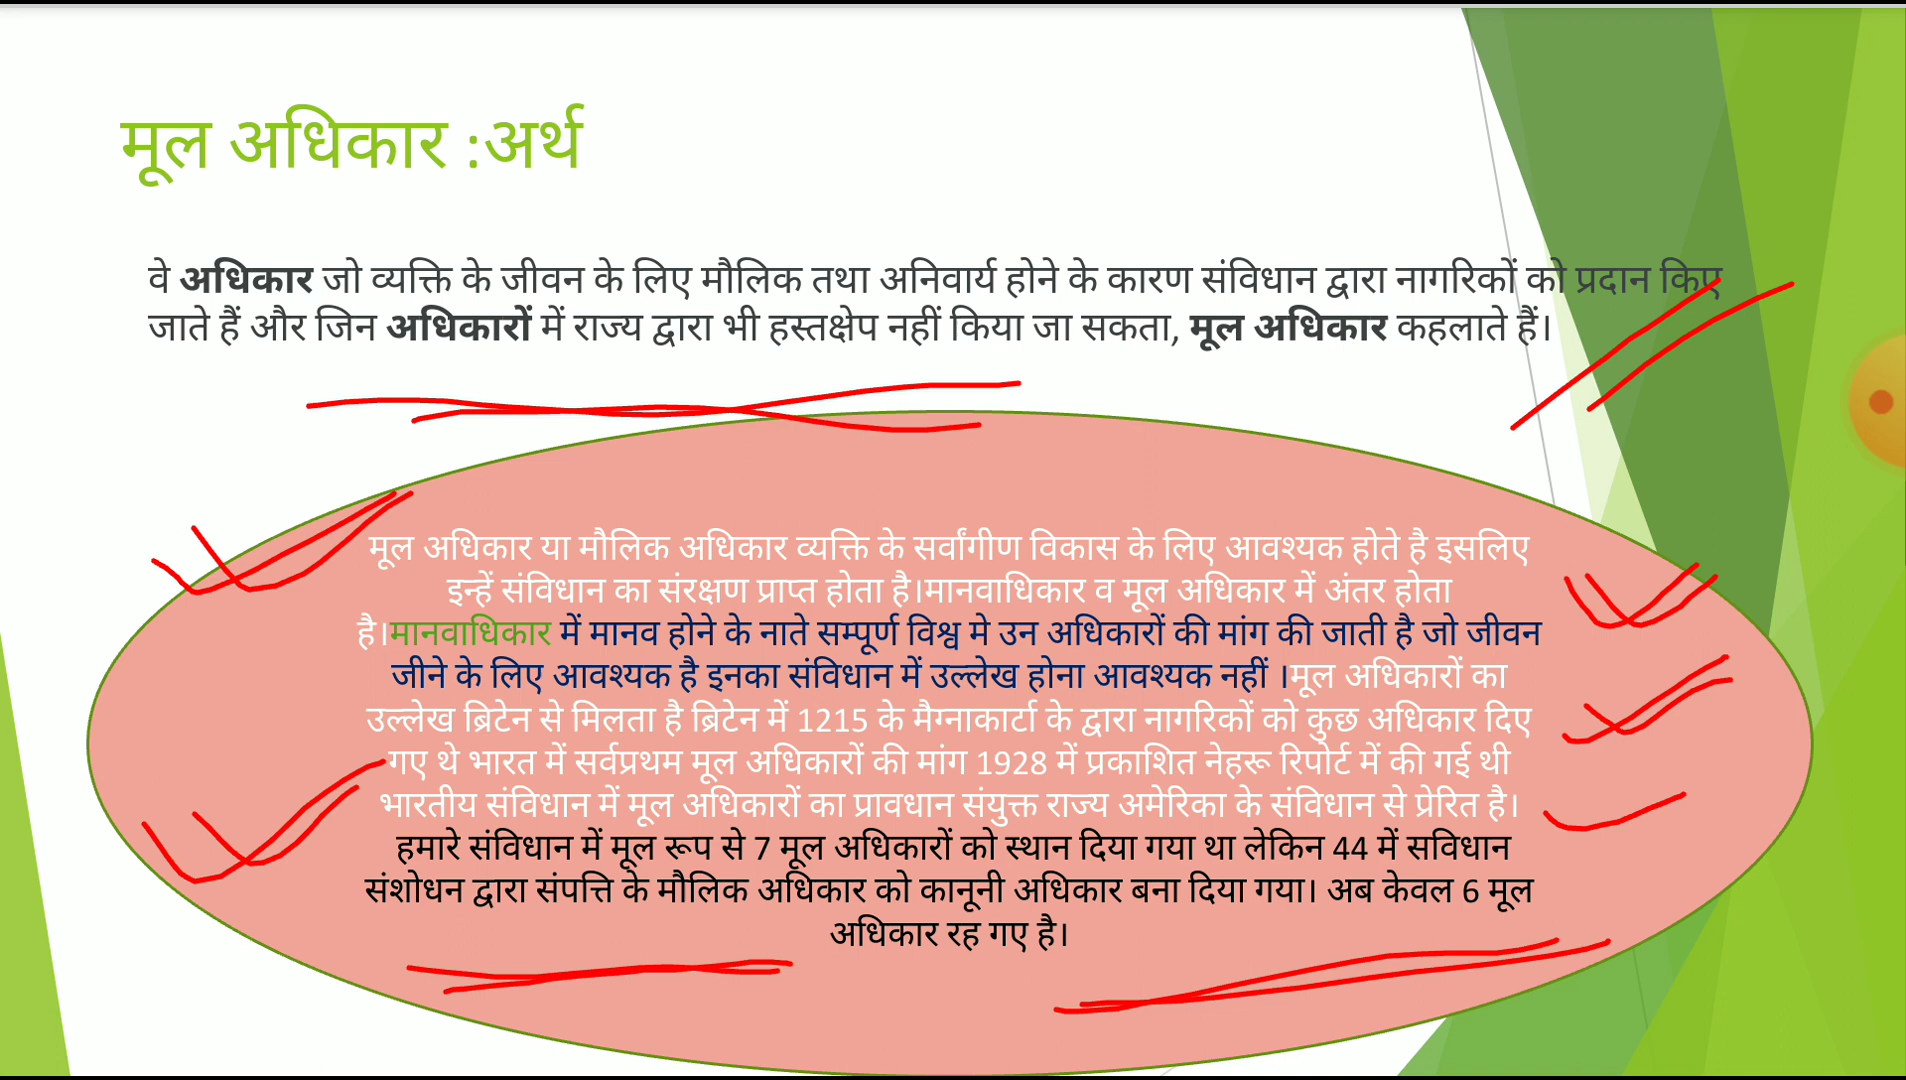 मूल अधिकार :अर्थ
वे अधिकार जो व्यक्ति के जीवन के लिए मौलिक तथा अनिवार्य होने के कारण संविधान द्वारा नागरिकों को प्रदान किए
जाते हैं और जिन अधिकारों में राज्य द्वारा भी हस्तक्षेप नहीं किया जा सकता, मूल अधिकार कहलाते हैं।
मूल अधिकार या मौलिक अधिकार व्यक्ति के सर्वांगीण विकास के लिए आवश्यक होते है इसलिए
इन्हें संविधान का संरक्षण प्राप्त होता है।मानवाधिकार व मूल अधिकार में अंतर होता
है।मानवाधिकार में मानव होने के नाते सम्पूर्ण विश्व मे उन अधिकारों की मांग की जाती है जो जीवन
जीने के लिए आवश्यक है इनका संविधान में उल्लेख होना आवश्यक नहीं ।मूल अधिकारों का
उल्लेख ब्रिटेन से मिलता है ब्रिटेन में 1215 के मैग्नाकार्टा के द्वारा नागरिकों को कुछ अधिकार दिए
गए थे भारत में सर्वप्रथम मूल अधिकारों की मांग 1928 में प्रकाशित नेहरू रिपोर्ट में की गई थी
भारतीय संविधान में मूल अधिकारों का प्रावधान संयुक्त राज्य अमेरिका के संविधान से प्रेरित है।
हमारे संविधान में मूल रूप से 7 मूल अधिकारों को स्थान दिया गया था लेकिन 44 में सविधान
संशोधन द्वारा संपत्ति के मौलिक अधिकार को कानूनी अधिकार बना दिया गया। अब केवल 6 मूल
अधिकार रह गए है।